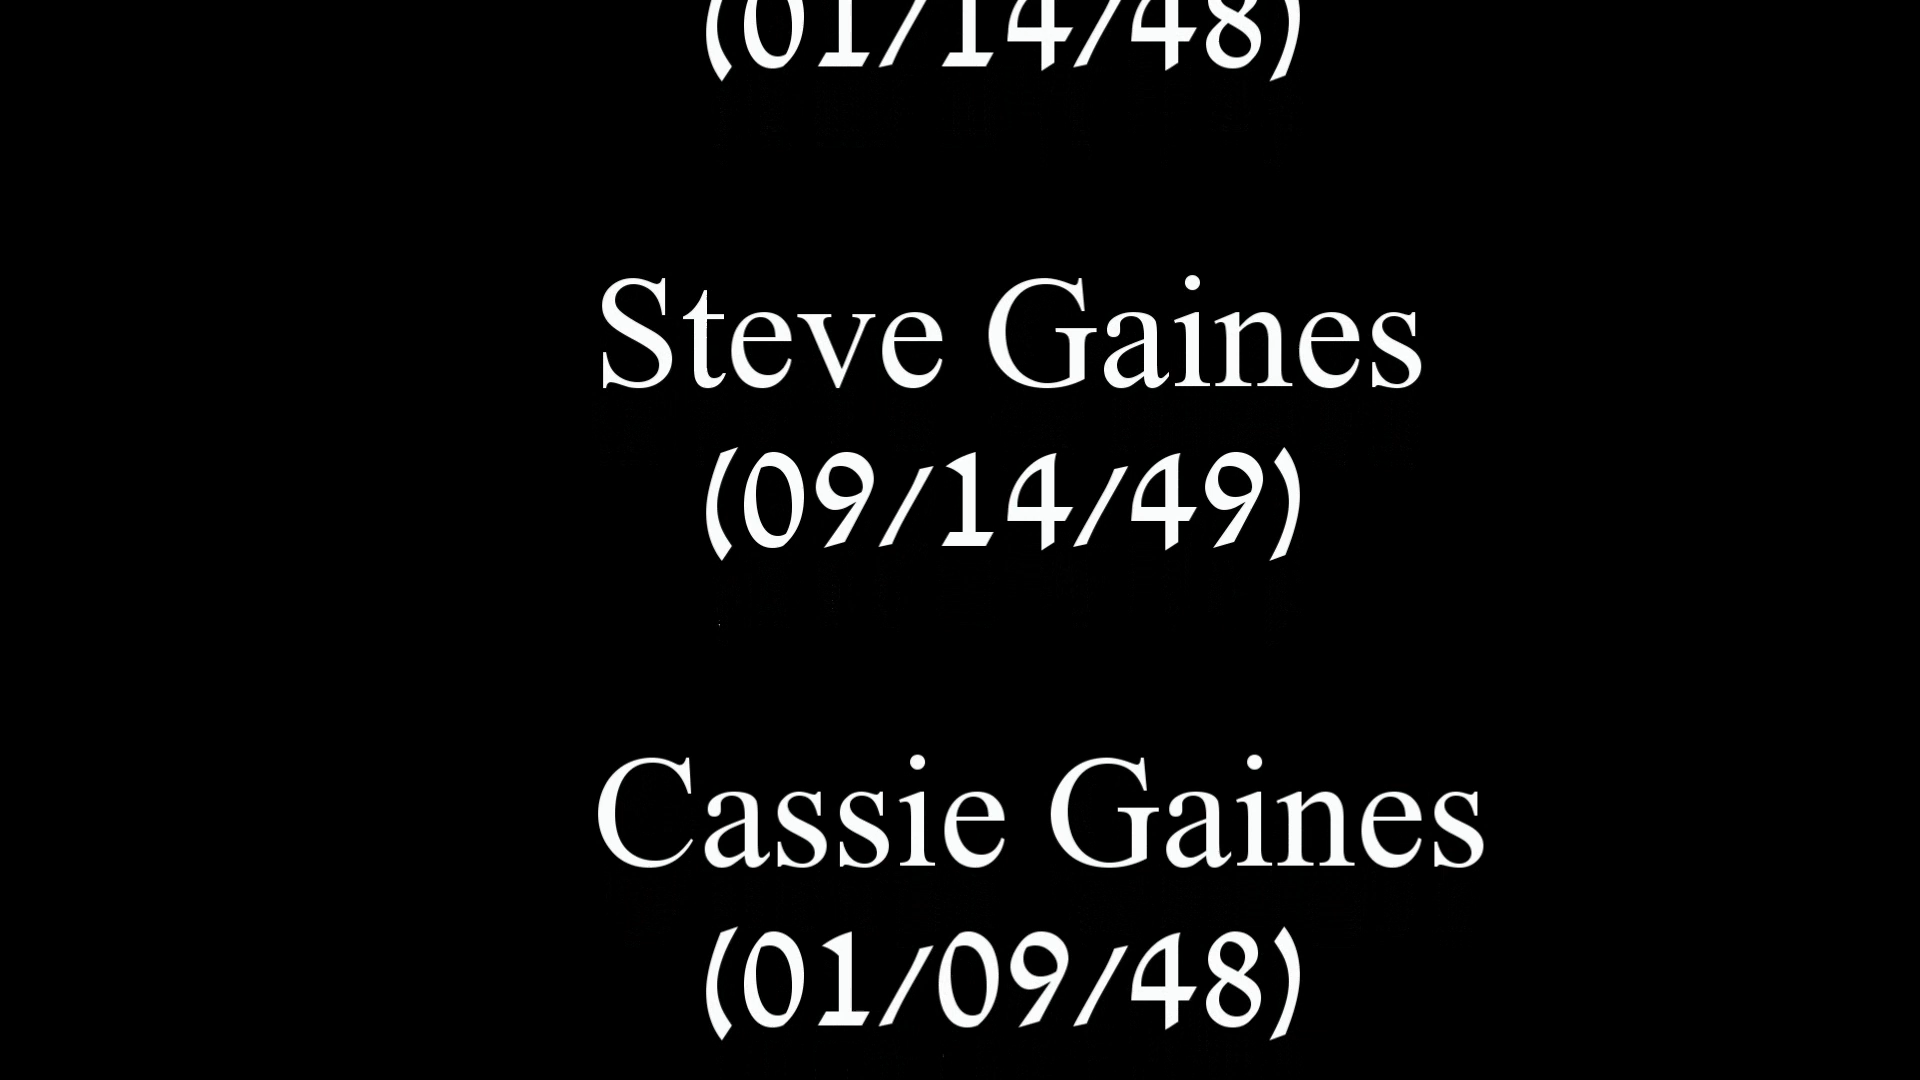 (01/14/48)
Steve Gaines
(09/14/49)
Cassie Gaines
(01/09/48)